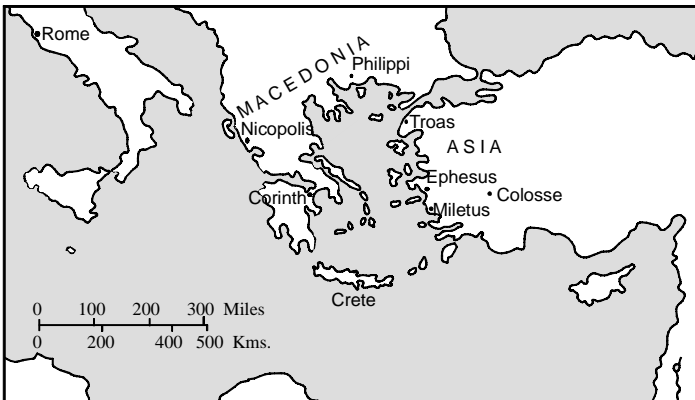 Rome
MACEDONIA
Philippi
Nicopolis
Troas
ASIA
Ephesus
Corinth
Colosse
Miletus
Crete
0 100 200 300 Miles
0 200 400 500 Kms.